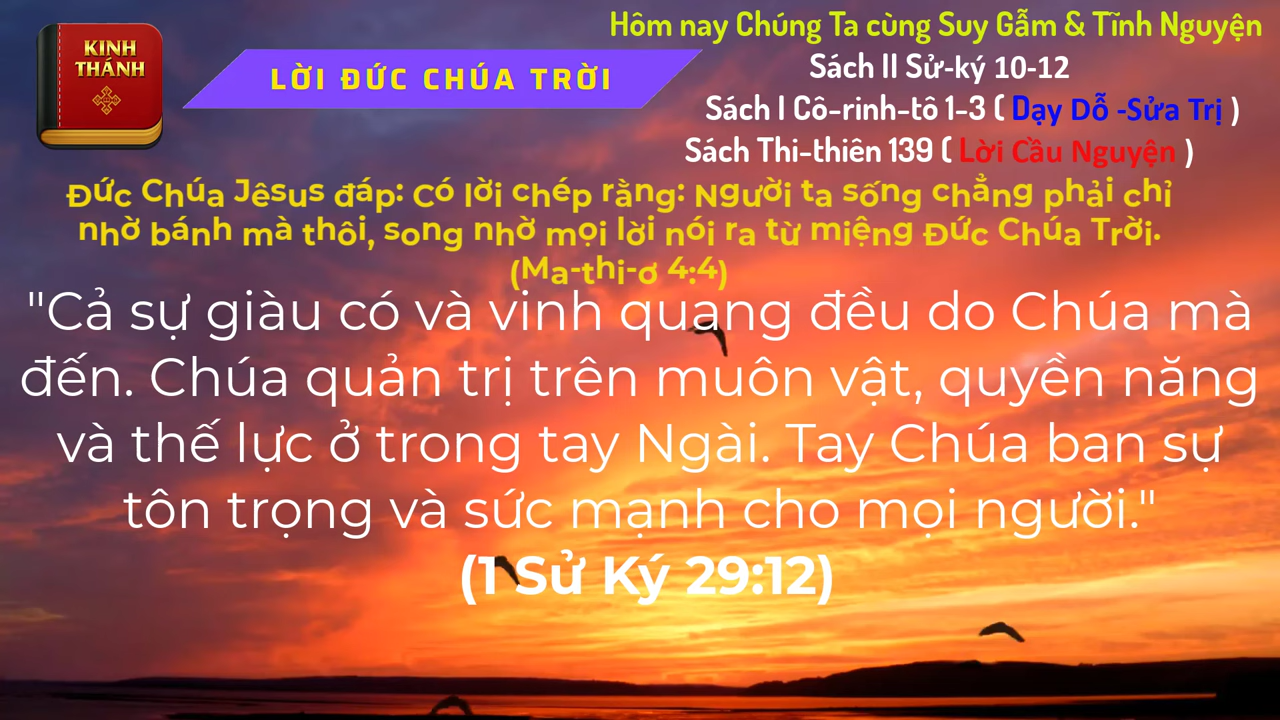 KINH
THÁNH
LỜI ĐỨC CHÚA TRỜI
Hôm nay Chúng Ta cùng Suy Gẫm & Tĩnh Nguyện
Sách II Sử-ký 10-12
Sách I Cô-rinh-tô 1-3 ( Dạy Dỗ -Sửa Trị )
Sách Thi-thiên 139 ( Lời Cầu Nguyện )
Đức Chúa Jêsus đáp: Có lời chép rằng: Người ta sống chẳng phải chỉ
nhờ bánh mà thôi, song nhờ mọi lời nói ra từ miệng Đức Chúa Trời.
(Ma-thi-ơ 4:4)
"Cả sự giàu có và vinh quang đều do Chúa mà
đến. Chúa quản trị trên muôn vật, quyền năng
và thế lực ở trong tay Ngài. Tay Chúa ban sự
tôn trọng và sức mạnh cho mọi người."
(1 Sử Ký 29:12)